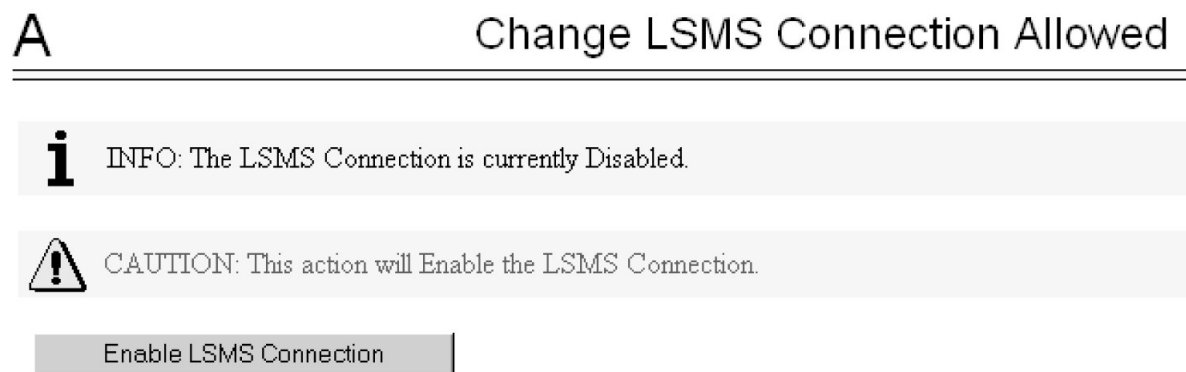 A
Change LSMS Connection Allowed
INFO: The LSMS Connection is currently Disabled.
CAUTION: This action will Enable the LSMS Connection.
Enable LSMS Connection